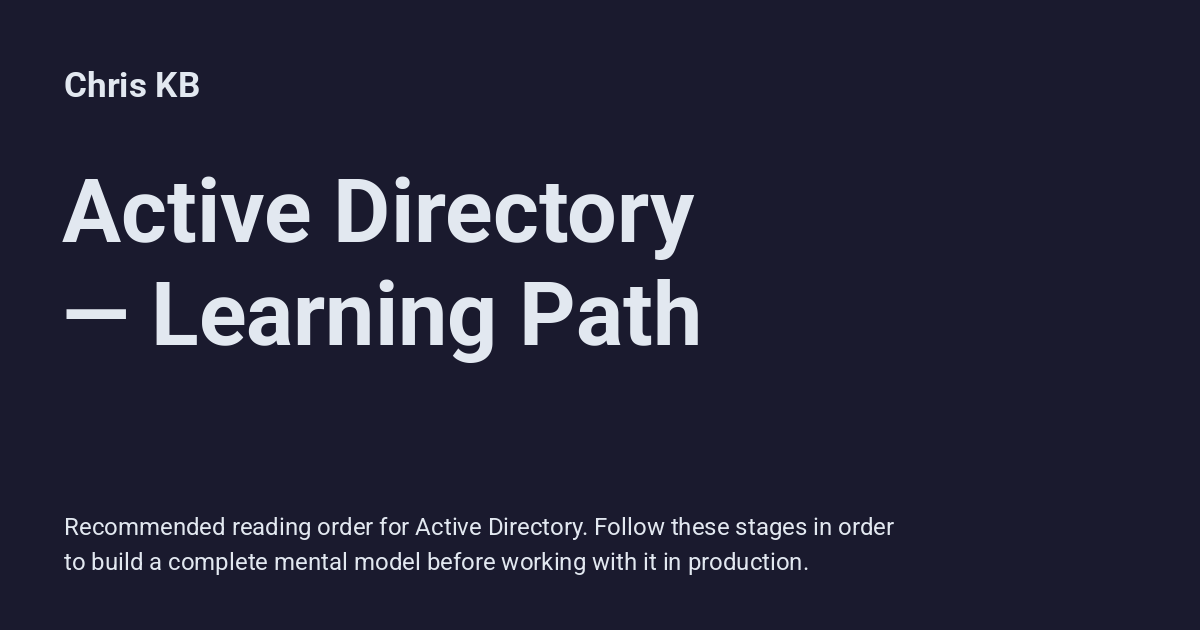 Chris KB
Active Directory
— Learning Path
Recommended reading order for Active Directory. Follow these stages in order
to build a complete mental model before working with it in production.